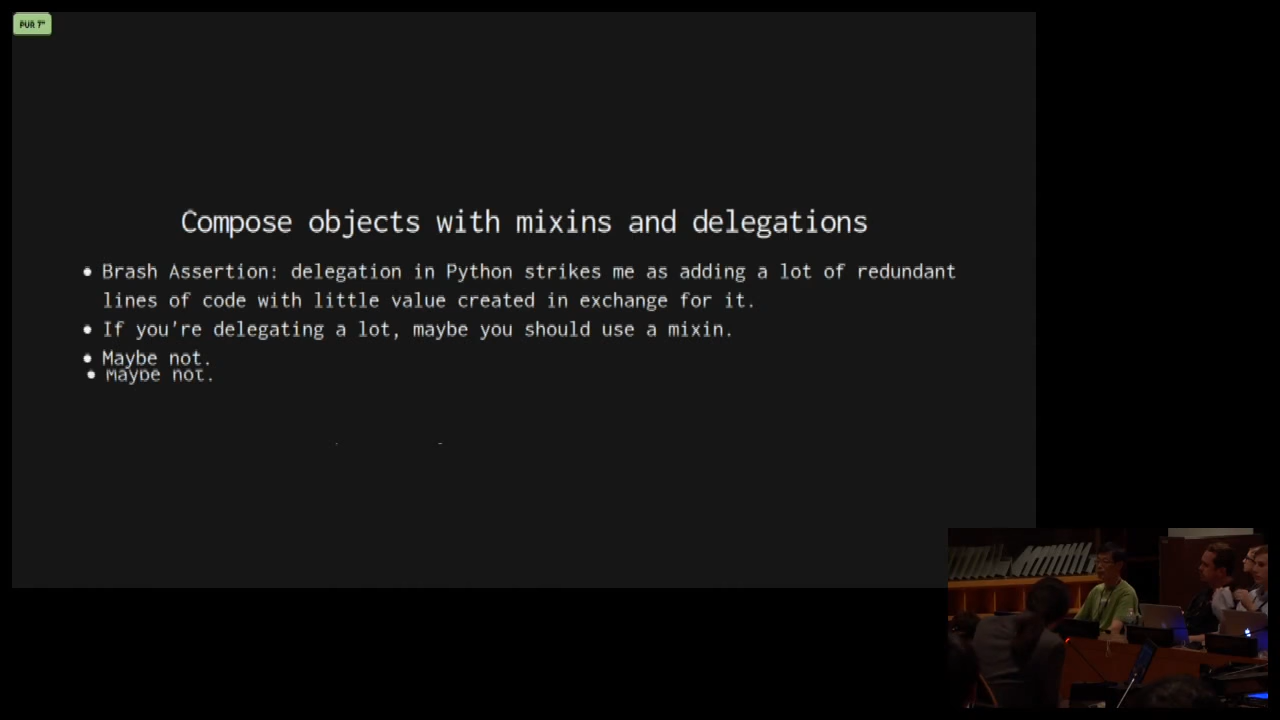 Compose objects with mixins and delegations
• Brash Assertion: delegation in Python strikes me as adding a lot of redundant
lines of code with little value created in exchange for it.
• If you're delegating a lot, maybe you should use a mixin.
• Maybe not.
• Maybe not.